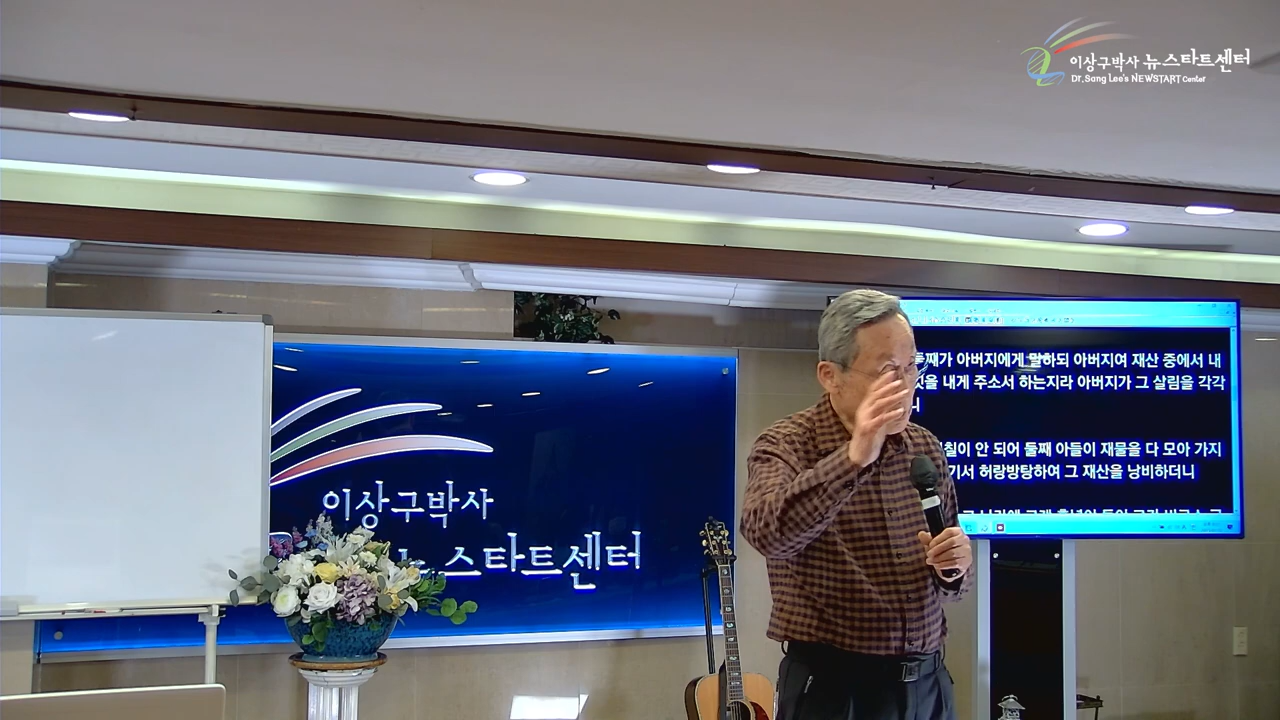 이상구박사 뉴스타트센터
Dr. Sang Lee's NEWSTART Center
이상구박사
뉴스타트센터
둘째가 아버지에게 말하되 아버지여 재산 중에서 내
것을 내게 주소서 하는지라 아버지가 그 살림을 각각
니
칠이 안 되어 둘째 아들이 재물을 다 모아 가지
기서 허랑방탕하여 그 재산을 낭비하더니